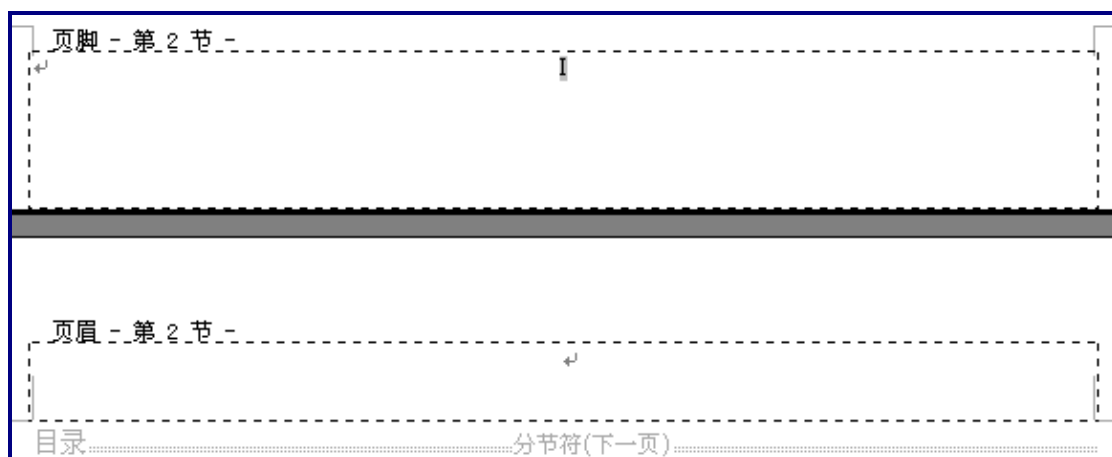 页脚 - 第 2 节 -
页眉 - 第 2 节 -
目录 分节符(下一页)